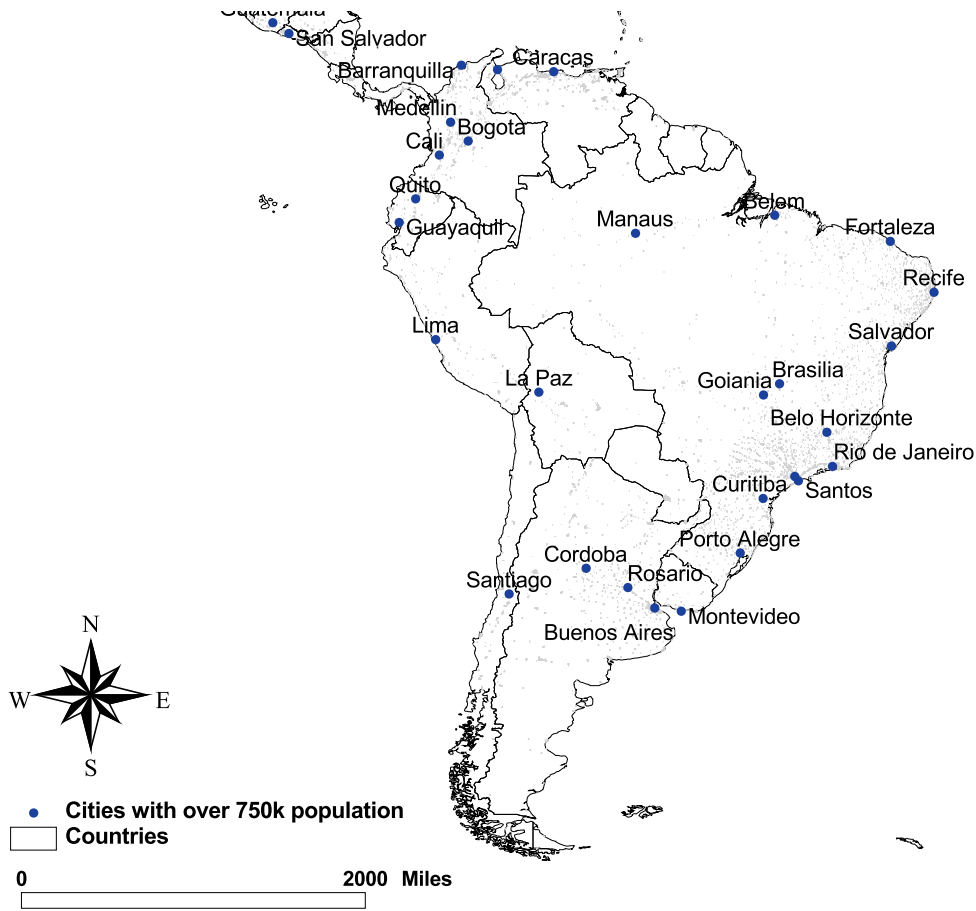 Guatemala
San Salvador
Caracas
Barranquilla
Medellin
Bogota
Cali
Quito
Belem
Manaus
Guayaquil
Fortaleza
Recife
Lima
Salvador
La Paz
Brasilia
Goiania
Belo Horizonte
Rio de Janeiro
Curitiba
Santos
Porto Alegre
Cordoba
Rosario
Santiago
Montevideo
Buenos Aires
N
W
E
S
Cities with over 750k population
Countries
0 2000 Miles